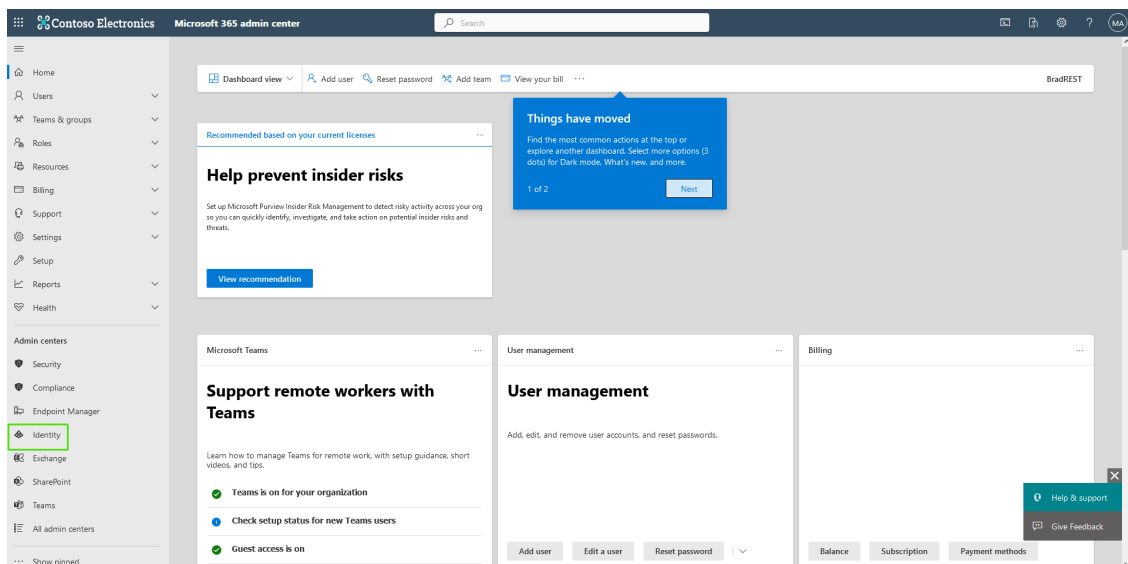 Contoso Electronics
Microsoft 365 admin center
Search
MA
Home
Users
Teams & groups
Roles
Resources
Billing
Support
Settings
Setup
Reports
Health
Admin centers
Security
Compliance
Endpoint Manager
Identity
Exchange
SharePoint
Teams
All admin centers
Show pinned
Dashboard view
Add user
Reset password
Add team
View your bill
BradREST
Things have moved
Find the most common actions at the top or
explore another dashboard. Select more options (3
dots) for Dark mode, What's new, and more.
1 of 2
Next
Recommended based on your current licenses
Help prevent insider risks
Set up Microsoft Purview Insider Risk Management to detect risky activity across your org
so you can quickly identify, investigate, and take action on potential insider risks and
threats.
View recommendation
Microsoft Teams
Support remote workers with
Teams
Learn how to manage Teams for remote work, with setup guidance, short
videos, and tips.
Teams is on for your organization
Check setup status for new Teams users
Guest access is on
User management
User management
Add, edit, and remove user accounts, and reset passwords.
Add user
Edit a user
Reset password
Billing
Balance
Subscription
Payment methods
Help & support
Give Feedback